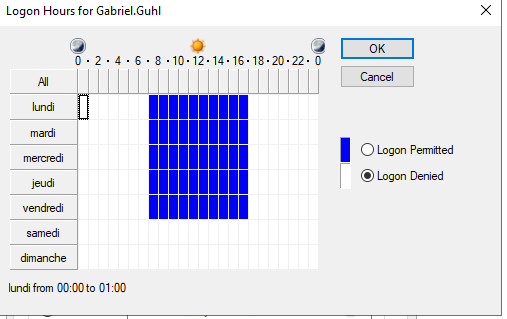 Logon Hours for Gabriel.Guhl
0 · 2 · 4 · 6 · 8 · 10 · 12 · 14 · 16 · 18 · 20 · 22 · 0
All
lundi
mardi
mercredi
jeudi
vendredi
samedi
dimanche
OK
Cancel
Logon Permitted
Logon Denied
lundi from 00:00 to 01:00